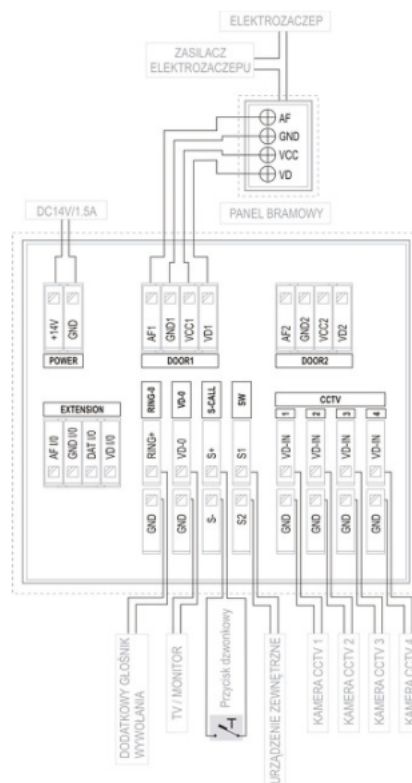 ELEKTROZACZEP
ZASILACZ
ELEKTROZACZEPU
AF
GND
VCC
VD
DC14V/1.5A
PANEL BRAMOWY
+14V
GND
POWER
AF1
GND1
VCC1
VD1
DOOR1
AF2
GND2
VCC2
VD2
DOOR2
EXTENSION
AF I/0
GND I/0
DAT I/0
VD I/0
RING-0
VD-0
S-CALL
SW
RING+
VD-0
S+
S1
GND
GND
S-
S2
CCTV
#1
#2
#3
#4
VD-IN
VD-IN
VD-IN
VD-IN
GND
GND
GND
GND
DODATKOWY GŁOŚNIK
WYWOŁANIA
TV / MONITOR
Przycisk dzwonkowy
URZĄDZENIE ZEWNĘTRZNE
KAMERA CCTV 1
KAMERA CCTV 2
KAMERA CCTV 3
KAMERA CCTV 4